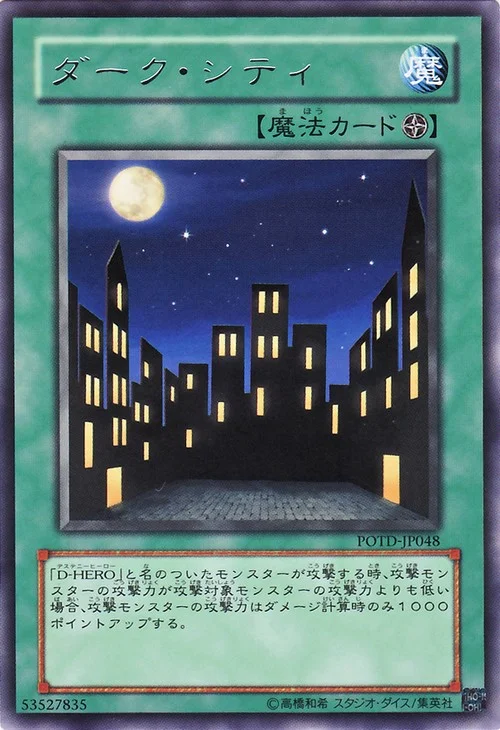 ダーク・シティ
魔
【魔法カード】
POTD-JP048
「D-HERO」と名のついたモンスターが攻撃する時、攻撃モン
スターの攻撃力が攻撃対象モンスターの攻撃力よりも低い
場合、攻撃モンスターの攻撃力はダメージ計算時のみ1000
ポイントアップする。
53527835
©高橋和希 スタジオ・ダイス/集英社